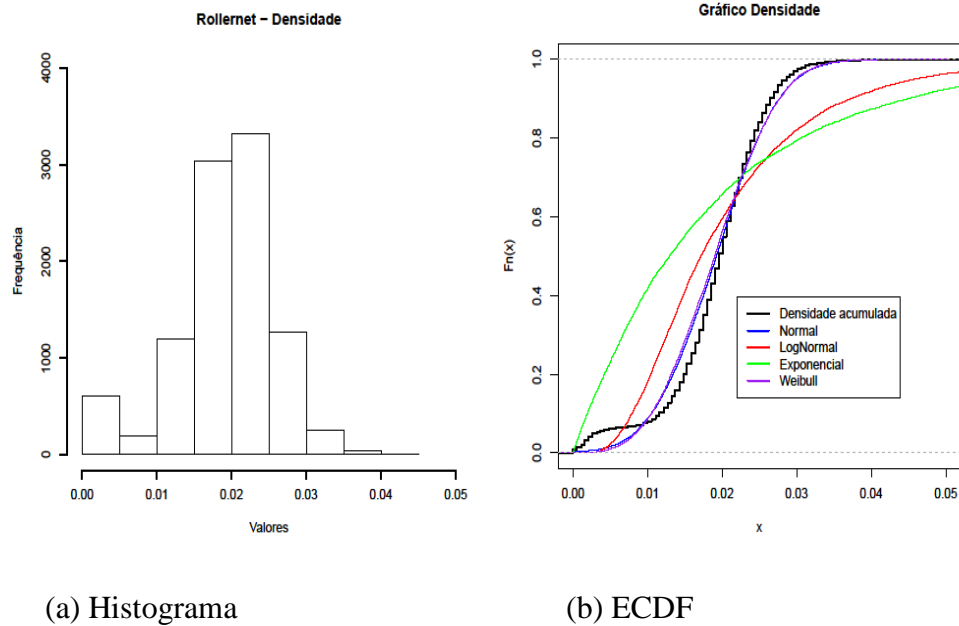 Rollernet − Densidade
Frequência
4000
3000
1000
0
0.00 0.01 0.02 0.03 0.04 0.05
Valores
(a) Histograma
Gráfico Densidade
Fn(x)
1.0
0.8
0.6
0.4
0.2
0.0
Densidade acumulada
Normal
LogNormal
Exponencial
Weibull
0.00 0.01 0.02 0.03 0.04 0.05
x
(b) ECDF